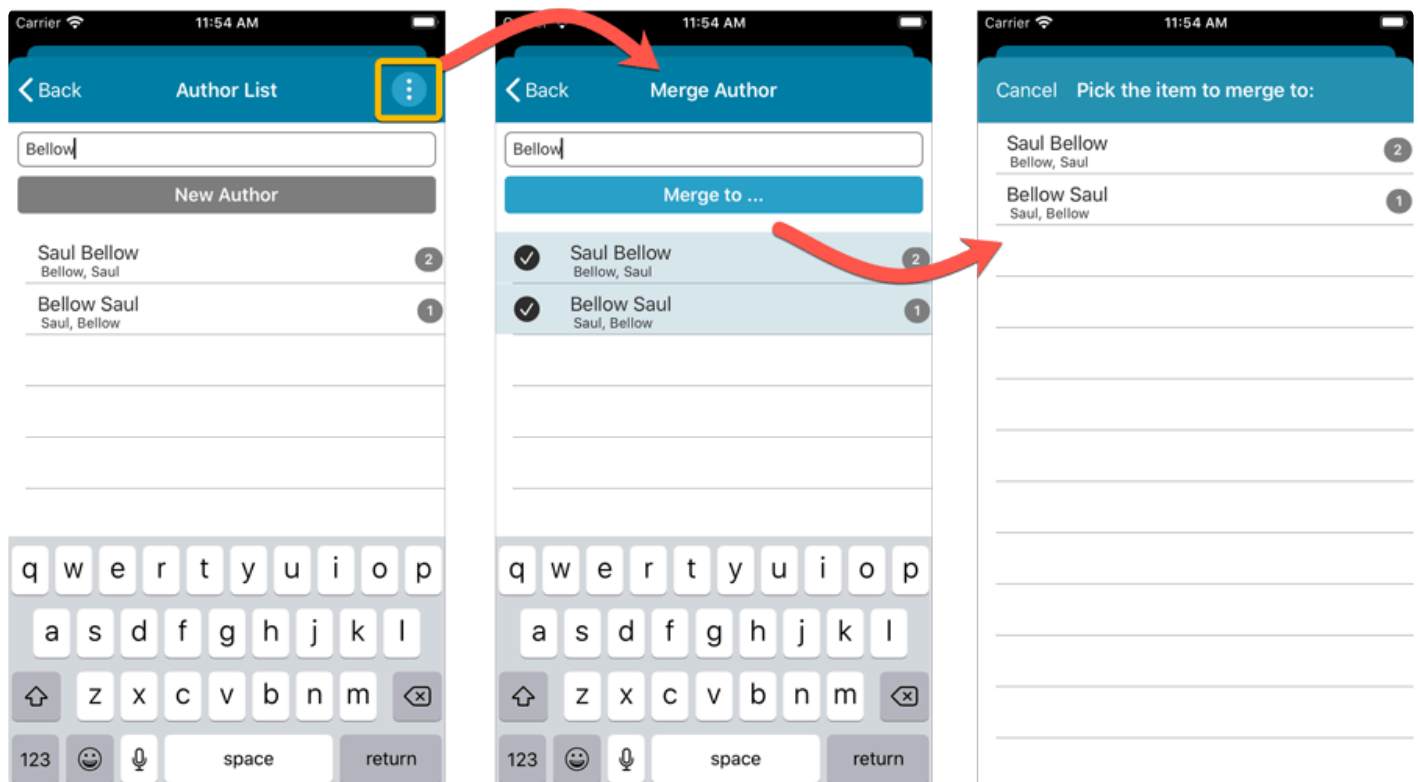 Carrier 11:54 AM
Back Author List
Bellow
New Author
Saul Bellow
Bellow, Saul
2
Bellow Saul
Saul, Bellow
1
q w e r t y u i o p
a s d f g h j k l
z x c v b n m
123 space return
11:54 AM
Back Merge Author
Bellow
Merge to ...
Saul Bellow
Bellow, Saul
2
Bellow Saul
Saul, Bellow
1
q w e r t y u i o p
a s d f g h j k l
z x c v b n m
123 space return
Carrier 11:54 AM
Cancel Pick the item to merge to:
Saul Bellow
Bellow, Saul
2
Bellow Saul
Saul, Bellow
1